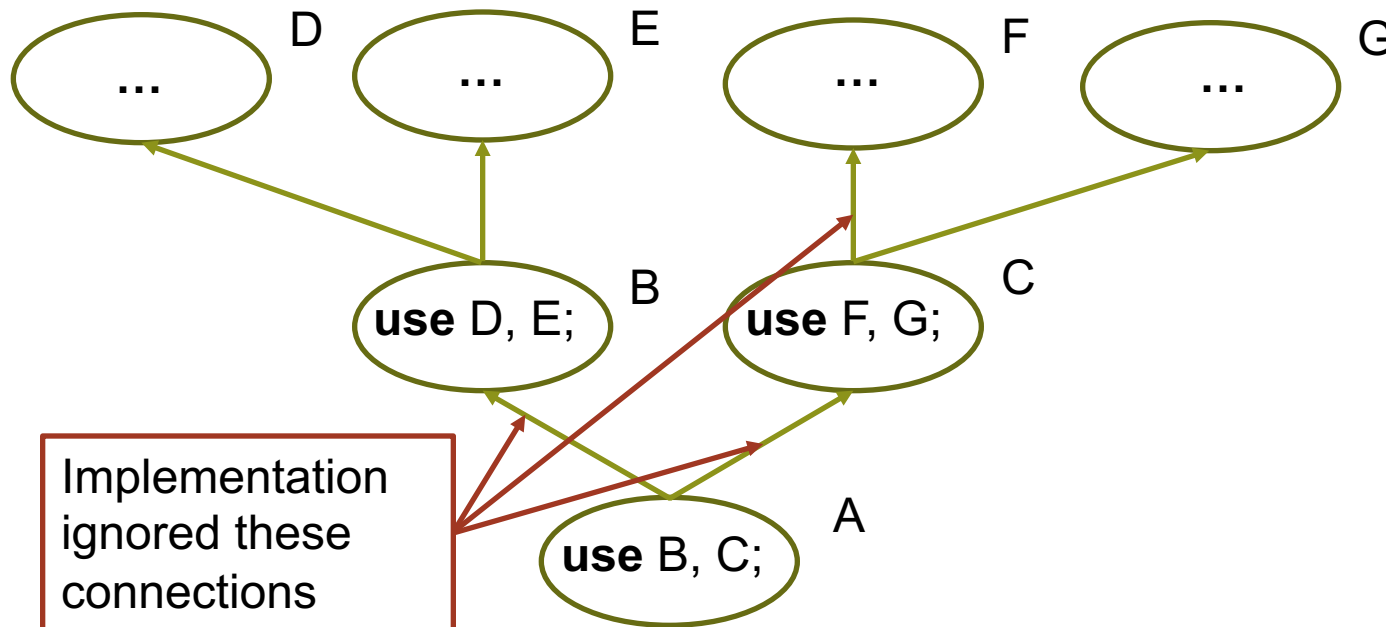 D
E
F
G
...
...
...
...
B
C
use D, E;
use F, G;
A
Implementation
ignored these
connections
use B, C;